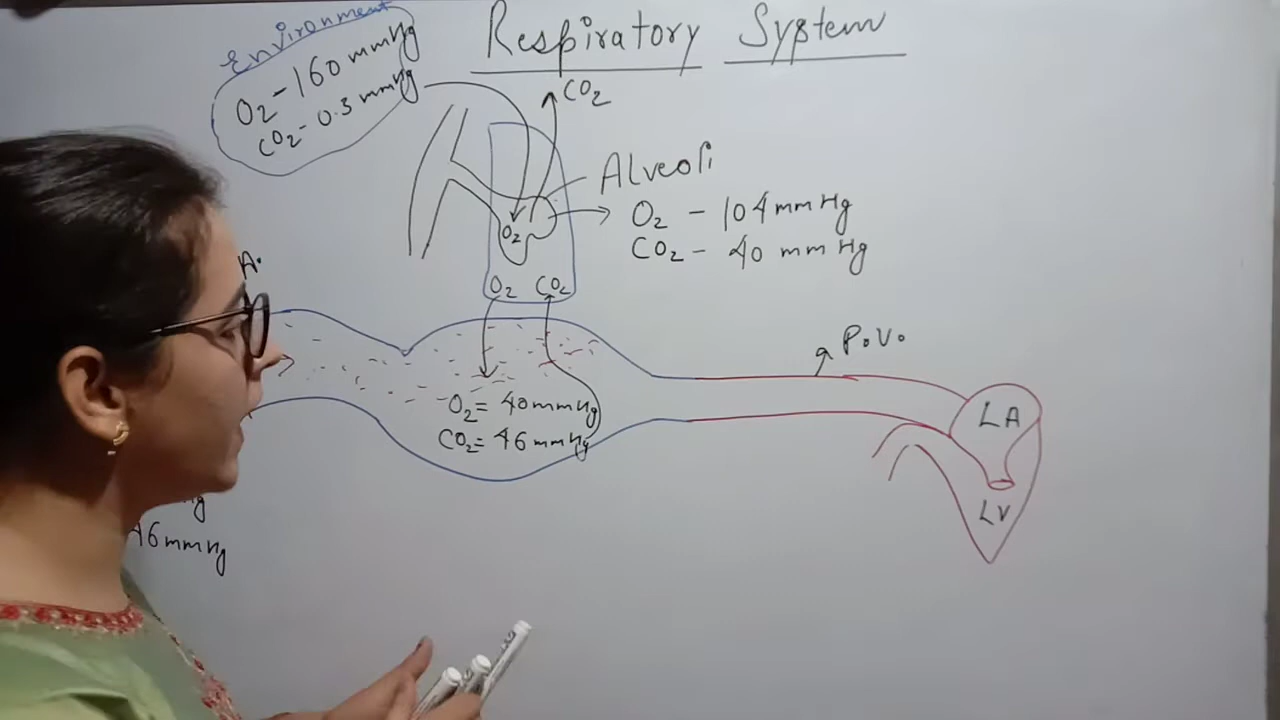 Respiratory System
Environment
O2 - 160 mmHg
CO2 - 0.3 mmHg
CO2
Alveoli
O2 - 104 mmHg
CO2 - 40 mmHg
O2
O2 CO2
A.
P.V.
O2 = 40 mmHg
CO2 = 46 mmHg
LA
LV
46 mmHg